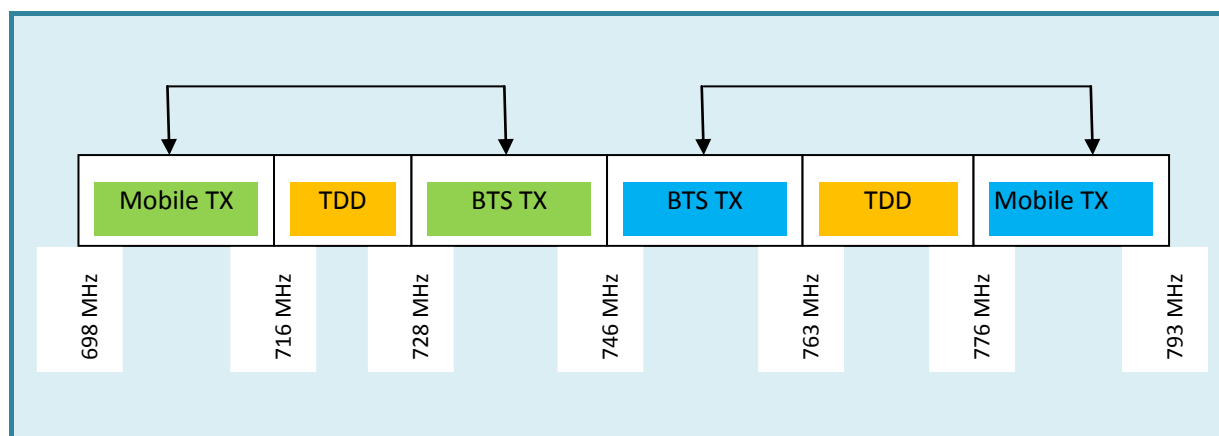 Mobile TX
TDD
BTS TX
BTS TX
TDD
Mobile TX
698 MHz
716 MHz
728 MHz
746 MHz
763 MHz
776 MHz
793 MHz